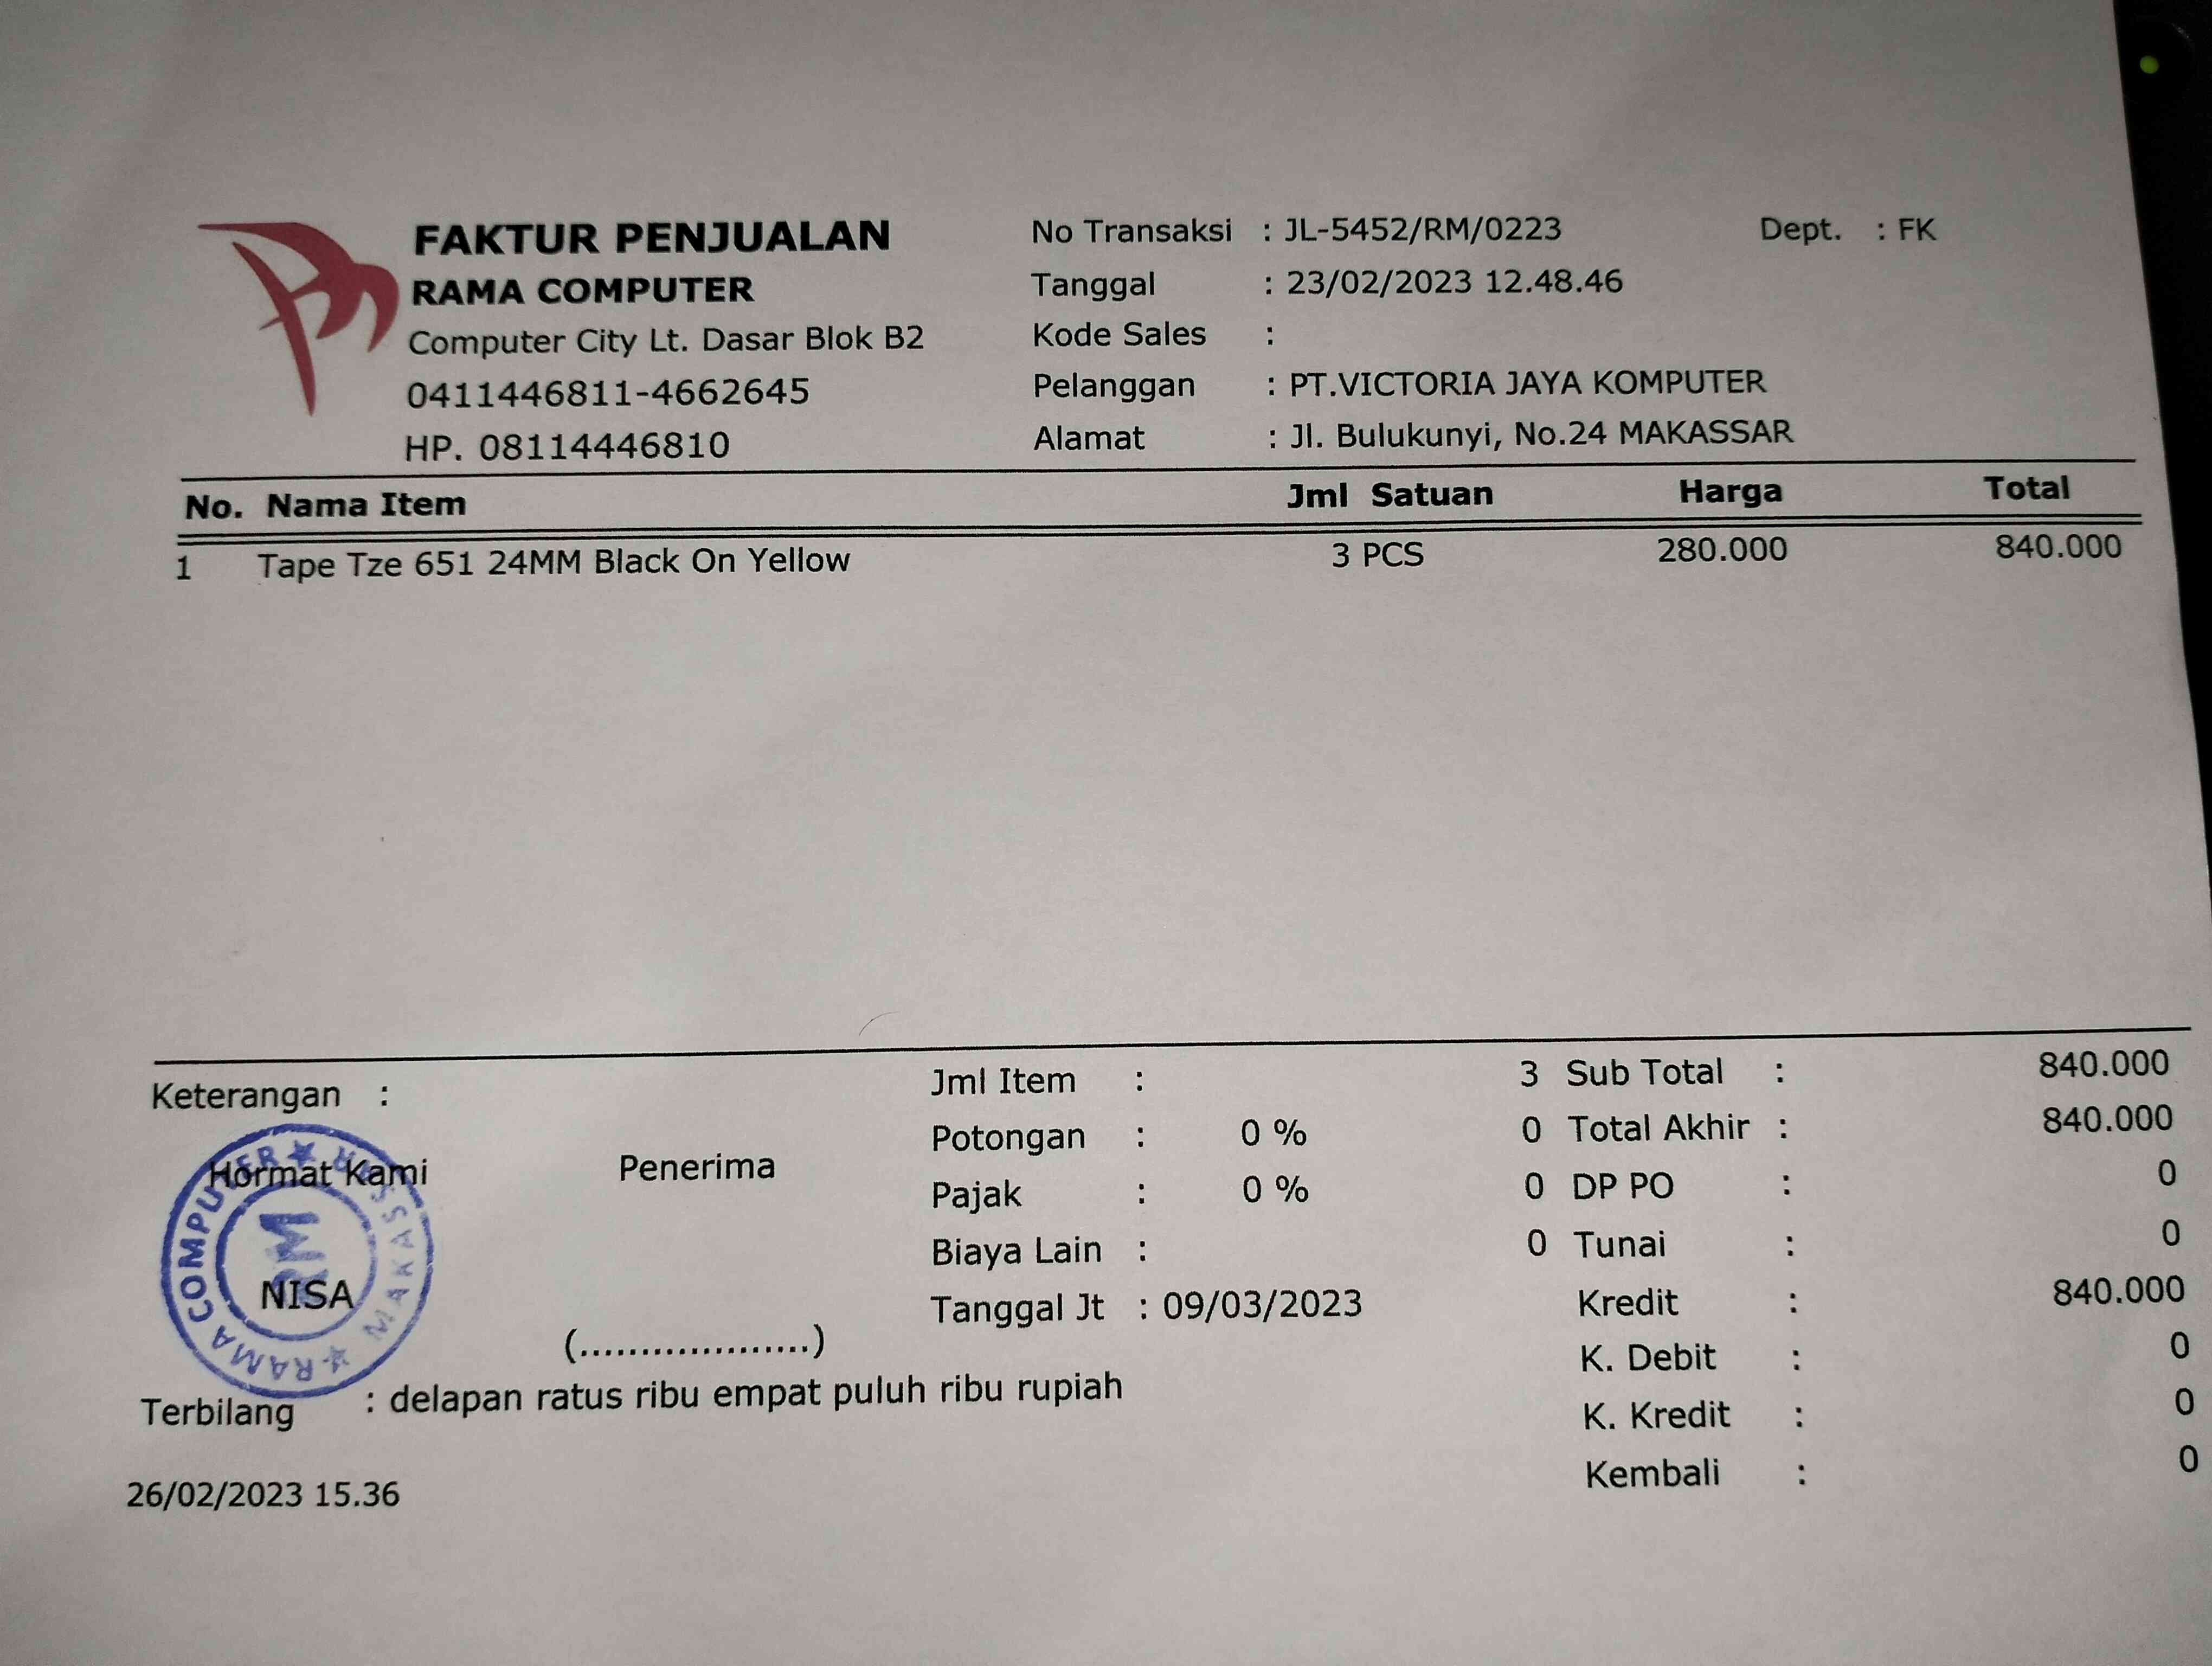 FAKTUR PENJUALAN
RAMA COMPUTER
Computer City Lt. Dasar Blok B2
0411446811-4662645
HP. 08114446810
No Transaksi : JL-5452/RM/0223 Dept. : FK
Tanggal : 23/02/2023 12.48.46
Kode Sales :
Pelanggan : PT.VICTORIA JAYA KOMPUTER
Alamat : Jl. Bulukunyi, No.24 MAKASSAR
No. Nama Item Jml Satuan Harga Total
1 Tape Tze 651 24MM Black On Yellow 3 PCS 280.000 840.000
Keterangan :
Hormat Kami Penerima
RAMA COMPUTER MAKASSAR
RM
NISA
(...................)
Jml Item : 3 Sub Total : 840.000
Potongan : 0 % 0 Total Akhir : 840.000
Pajak : 0 % 0 DP PO : 0
Biaya Lain : 0 Tunai : 0
Tanggal Jt : 09/03/2023 Kredit : 840.000
K. Debit : 0
K. Kredit : 0
Kembali : 0
Terbilang : delapan ratus ribu empat puluh ribu rupiah
26/02/2023 15.36